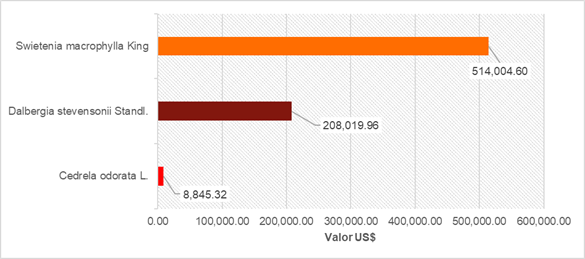 Swietenia macrophylla King
514,004.60
Dalbergia stevensonii Standl.
208,019.96
Cedrela odorata L.
8,845.32
0.00 100,000.00 200,000.00 300,000.00 400,000.00 500,000.00 600,000.00
Valor US$